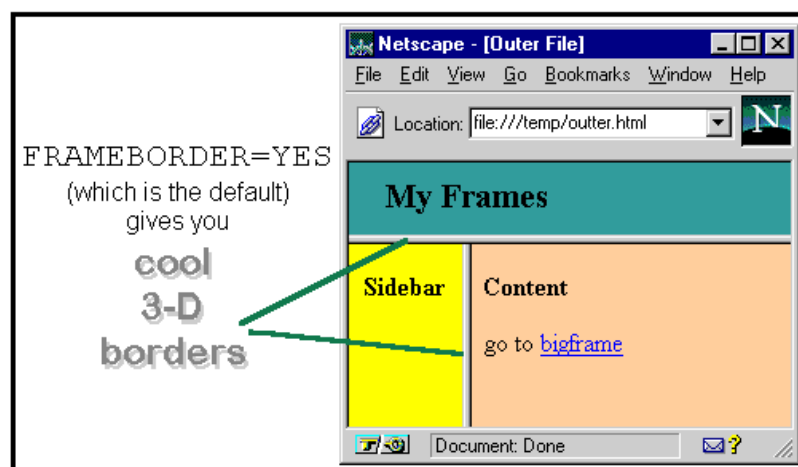 FRAMEBORDER=YES
(which is the default)
gives you
cool
3-D
borders
Netscape - [Outer File]
File Edit View Go Bookmarks Window Help
Location: file:///temp/outter.html
N
My Frames
Sidebar
Content
go to bigframe
Document: Done
?